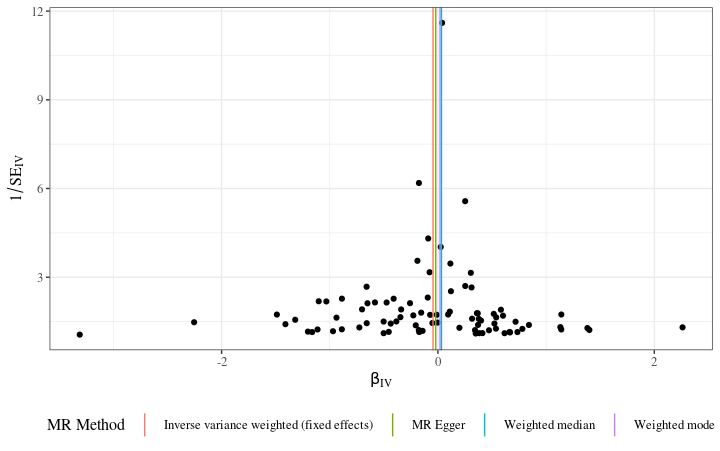 12
9
6
3
1/SE_IV
-2
0
2
β_IV
MR Method
Inverse variance weighted (fixed effects)
MR Egger
Weighted median
Weighted mode